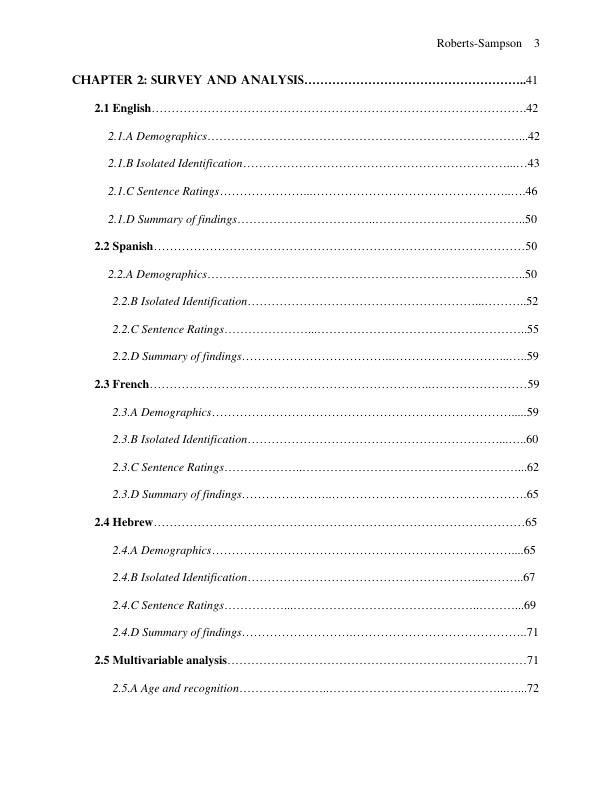 Roberts-Sampson 3
CHAPTER 2: SURVEY AND ANALYSIS……………………………………………...41
2.1 English…………………………………………………………………………………42
2.1.A Demographics……………………………………………………………………...42
2.1.B Isolated Identification…………………………………………………………...…43
2.1.C Sentence Ratings…………………...…………………………………………...….46
2.1.D Summary of findings……………………………..………………………………..50
2.2 Spanish…………………………………………………………………………………50
2.2.A Demographics……………………………………………………………………...50
2.2.B Isolated Identification…………………………………………………...………..52
2.2.C Sentence Ratings…………………...……………………………………………..55
2.2.D Summary of findings………………………………..……………………………...…..59
2.3 French……………………………………………………………..……………………59
2.3.A Demographics…………………………………………………………………......59
2.3.B Isolated Identification………………………………………………………...…..60
2.3.C Sentence Ratings………………..………………………………………………...62
2.3.D Summary of findings…………………..…………………………………………..65
2.4 Hebrew…………………………………………………………………………………65
2.4.A Demographics…………………………………………………………………....65
2.4.B Isolated Identification…………………………………………………..………..67
2.4.C Sentence Ratings……………...…………………………………………..………...69
2.4.D Summary of findings………………………………..……………………………...71
2.5 Multivariable analysis…………………………………………………………………71
2.5.A Age and recognition…………………..……………………………………...…...72